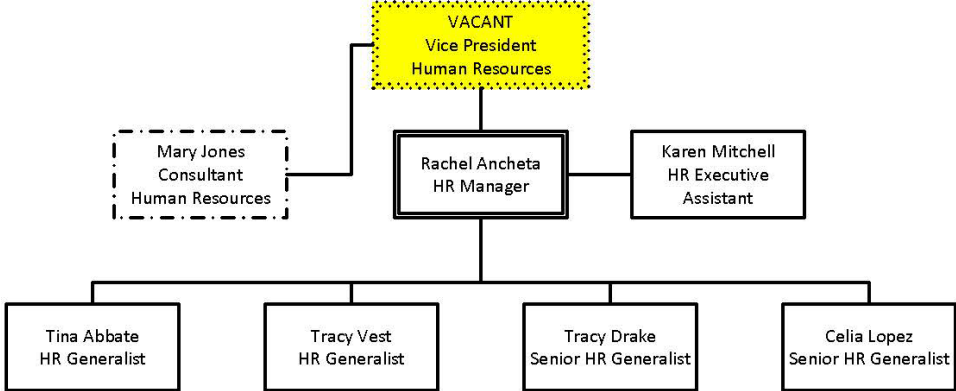 VACANT
Vice President
Human Resources
Mary Jones
Consultant
Human Resources
Rachel Ancheta
HR Manager
Karen Mitchell
HR Executive
Assistant
Tina Abbate
HR Generalist
Tracy Vest
HR Generalist
Tracy Drake
Senior HR Generalist
Celia Lopez
Senior HR Generalist